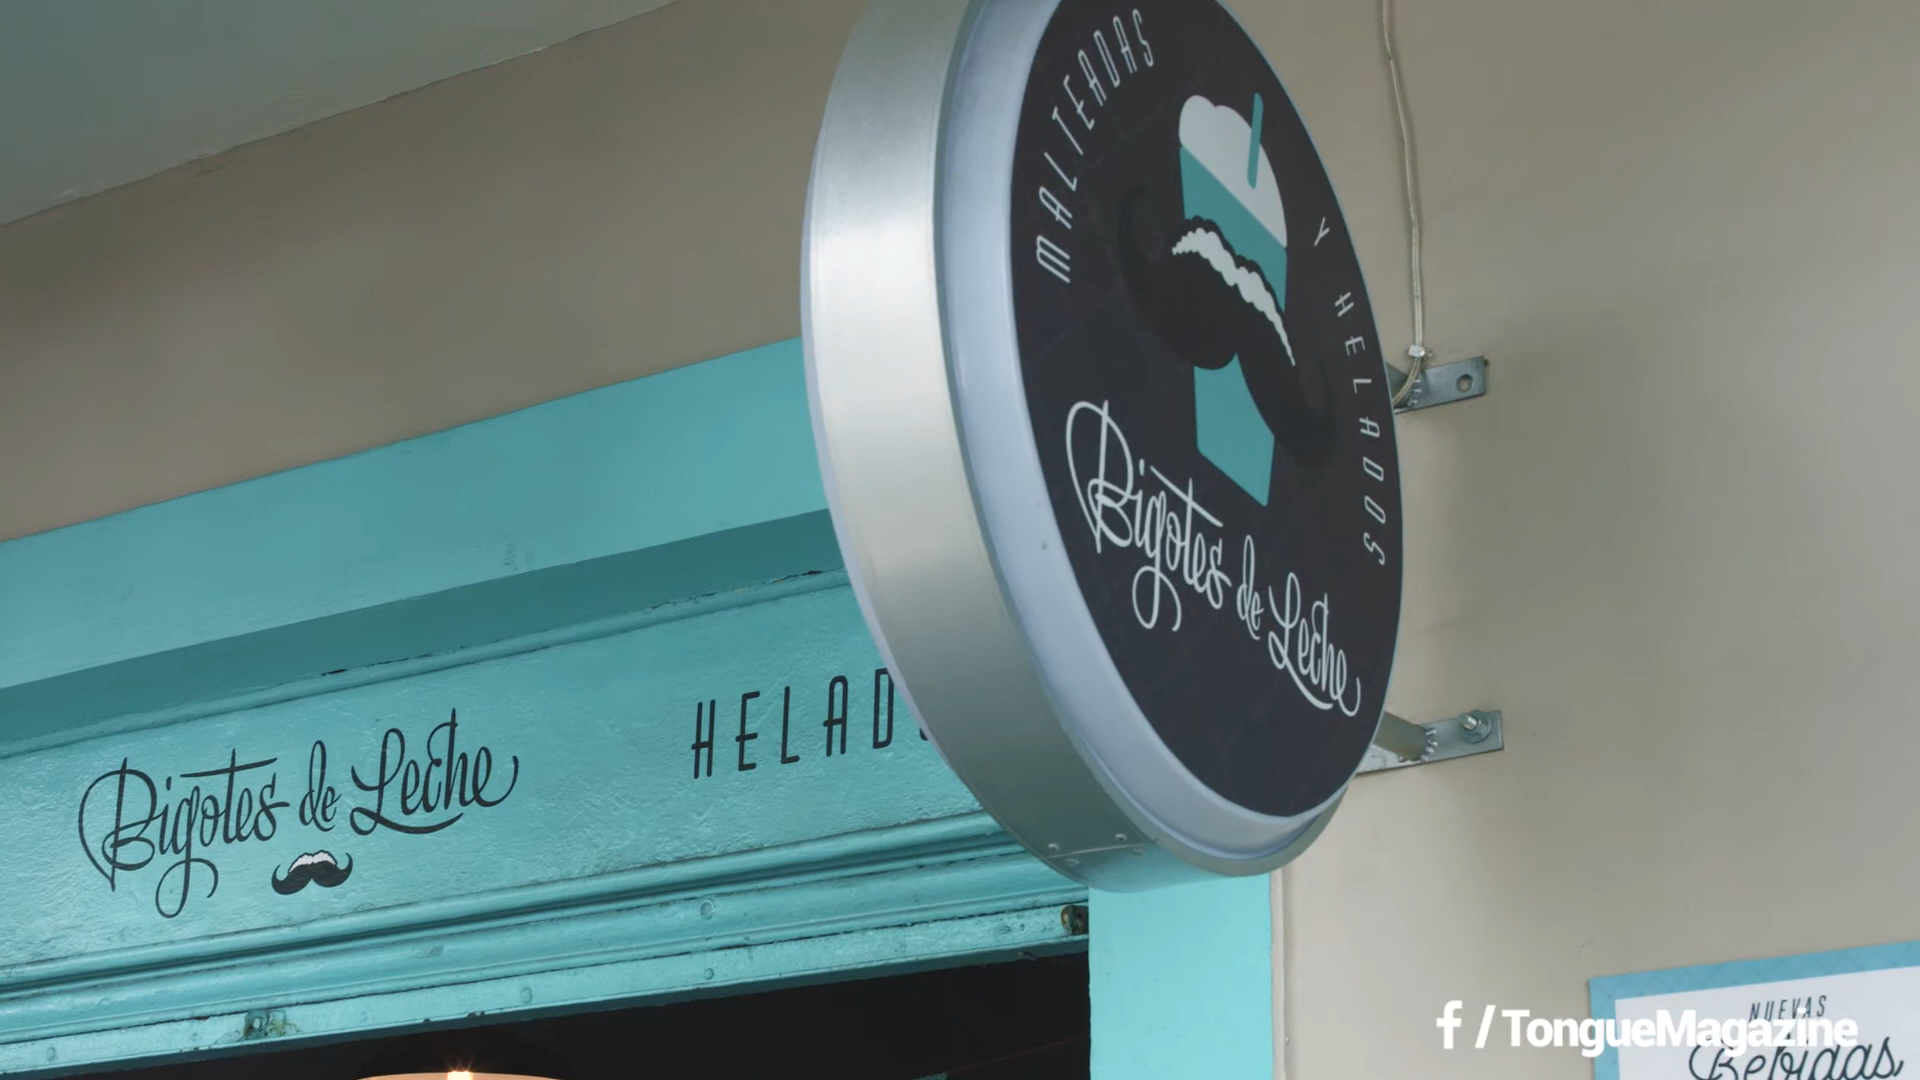 MALTEADAS
Y HELADOS
Bigotes de Leche
Bigotes de Leche
HELAD
NUEVAS
Bebidas
f/TongueMagazine